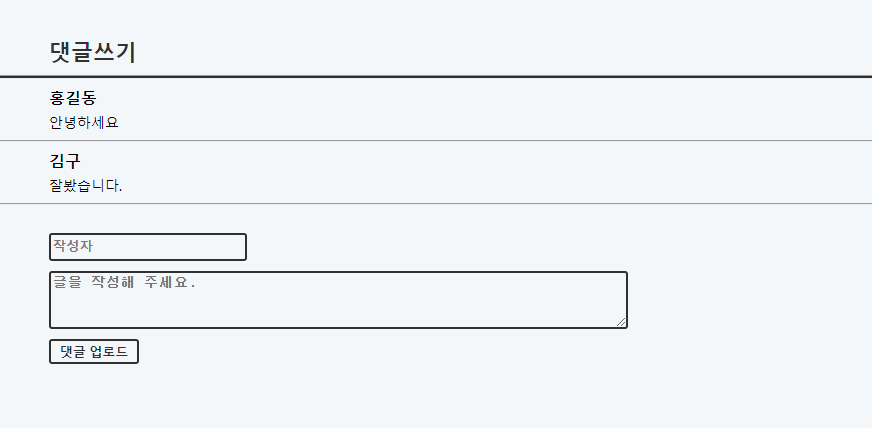 댓글쓰기
홍길동
안녕하세요
김구
잘봤습니다.
작성자
글을 작성해 주세요.
댓글 업로드